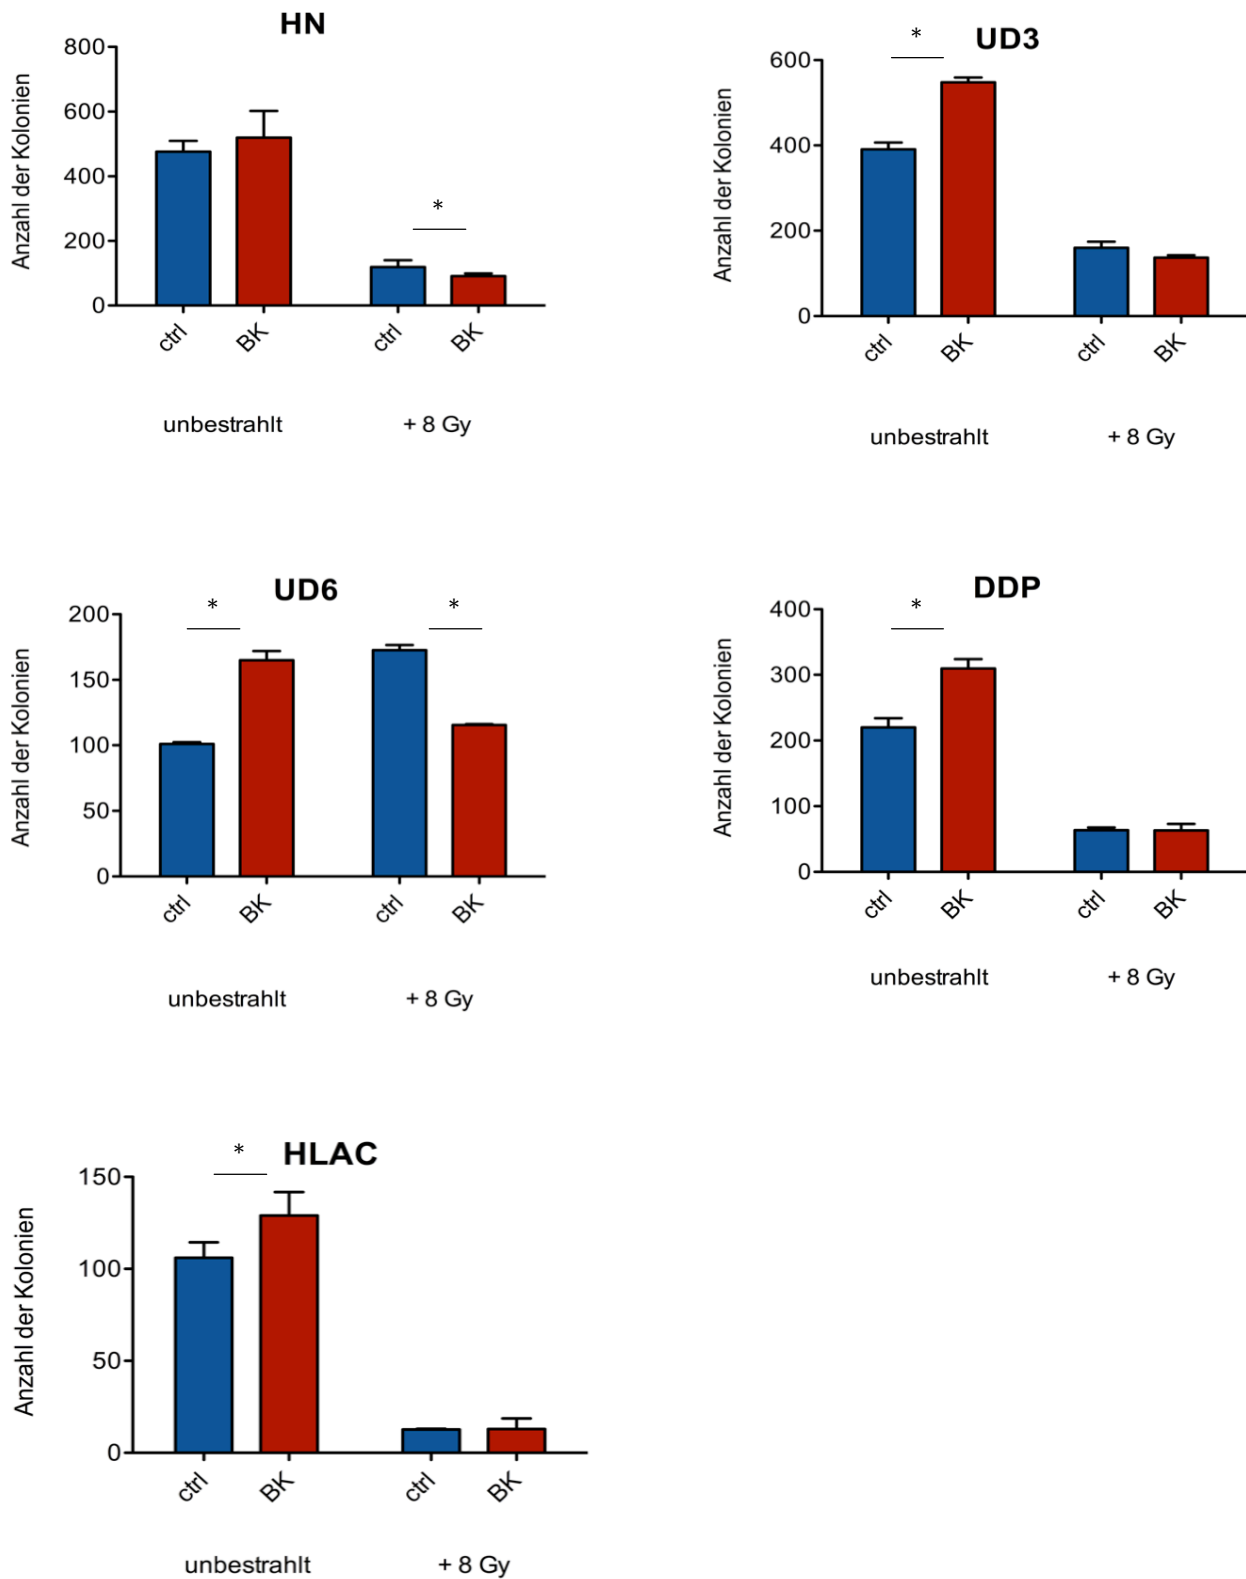 HN
*
Anzahl der Kolonien
800
600
400
200
0
ctrl
BK
ctrl
BK
unbestrahlt
+ 8 Gy
UD3
*
Anzahl der Kolonien
600
400
200
0
ctrl
BK
ctrl
BK
unbestrahlt
+ 8 Gy
UD6
*
*
Anzahl der Kolonien
200
150
100
50
0
ctrl
BK
ctrl
BK
unbestrahlt
+ 8 Gy
DDP
*
Anzahl der Kolonien
400
300
200
100
0
ctrl
BK
ctrl
BK
unbestrahlt
+ 8 Gy
HLAC
*
Anzahl der Kolonien
150
100
50
0
ctrl
BK
ctrl
BK
unbestrahlt
+ 8 Gy